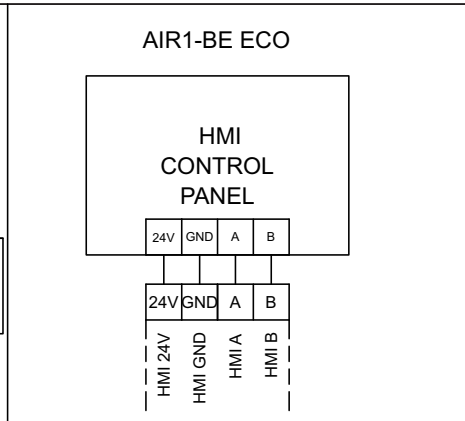 AIR1-BE ECO
HMI
CONTROL
PANEL
24V GND A B
24V GND A B
HMI 24V
HMI GND
HMI A
HMI B